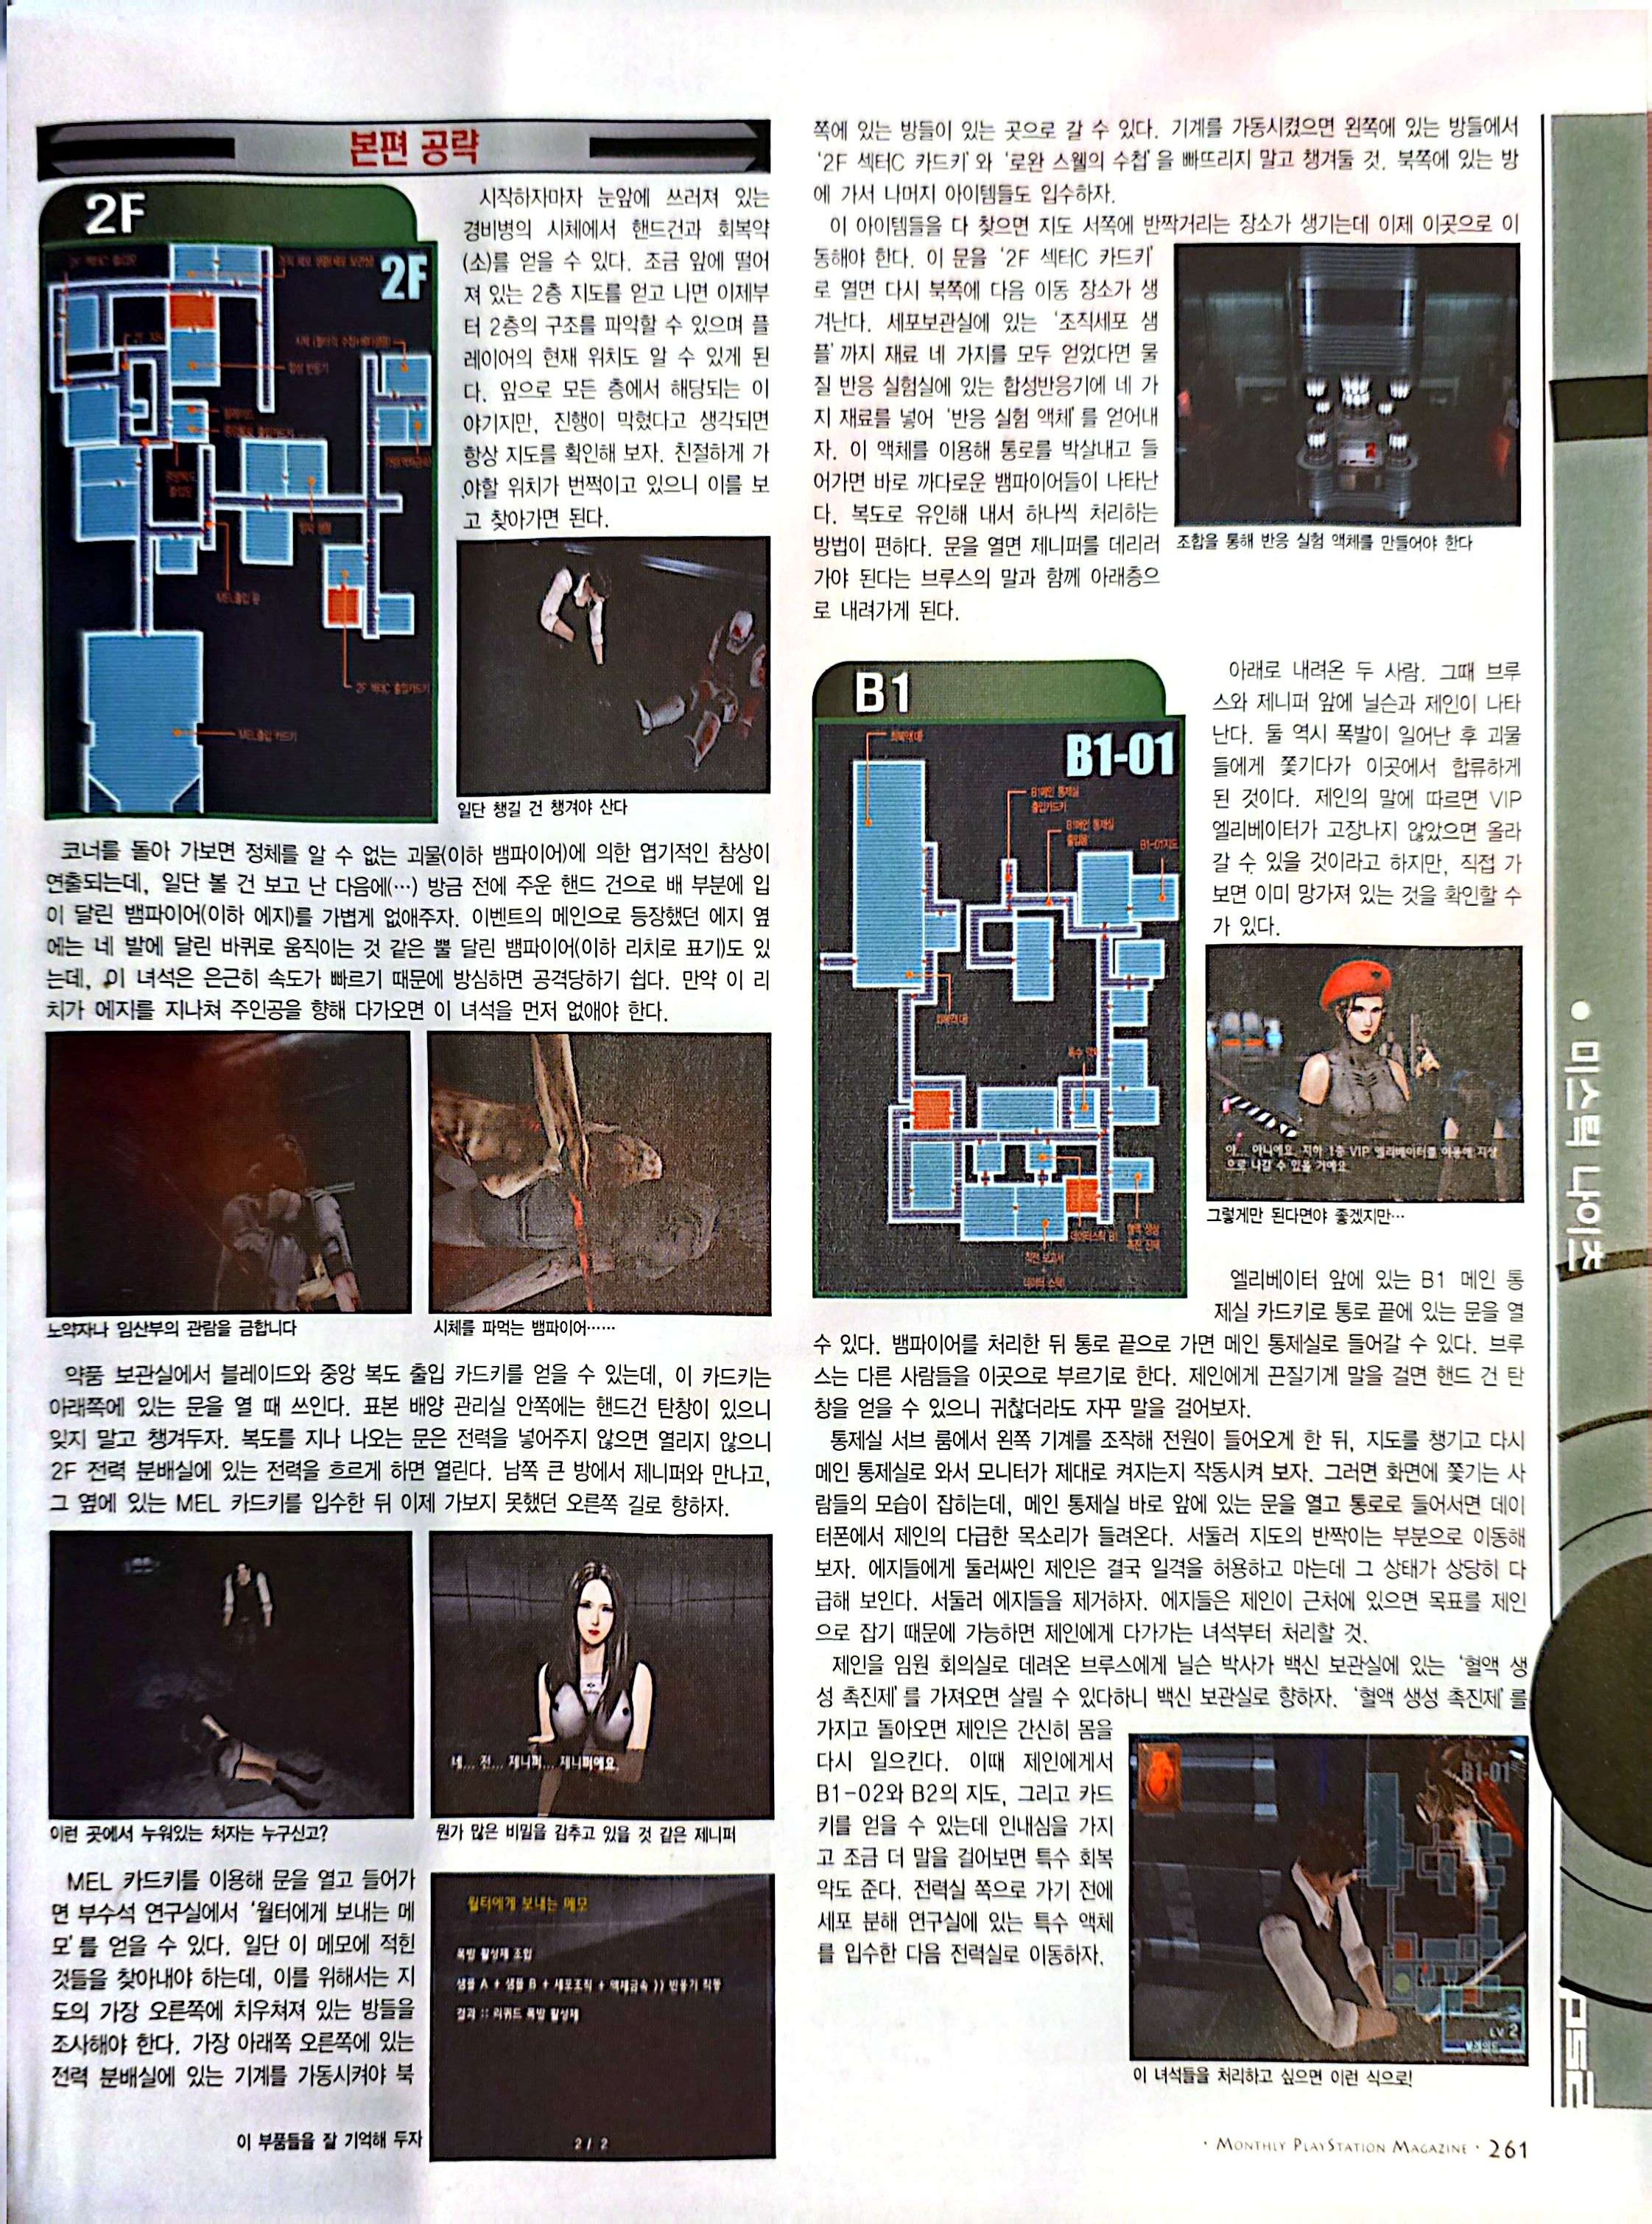 본편 공략
2F
2F
MEL출입 문
2F 섹터C 출입카드키
MEL출입 카드키
시작하자마자 눈앞에 쓰러져 있는
경비병의 시체에서 핸드건과 회복약
(소)를 얻을 수 있다. 조금 앞에 떨어
져 있는 2층 지도를 얻고 나면 이제부
터 2층의 구조를 파악할 수 있으며 플
레이어의 현재 위치도 알 수 있게 된
다. 앞으로 모든 층에서 해당되는 이
야기지만, 진행이 막혔다고 생각되면
항상 지도를 확인해 보자. 친절하게 가
야할 위치가 번쩍이고 있으니 이를 보
고 찾아가면 된다.
일단 챙길 건 챙겨야 산다
코너를 돌아 가보면 정체를 알 수 없는 괴물(이하 뱀파이어)에 의한 엽기적인 참상이
연출되는데, 일단 볼 건 보고 난 다음에(…) 방금 전에 주운 핸드 건으로 배 부분에 입
이 달린 뱀파이어(이하 에지)를 가볍게 없애주자. 이벤트의 메인으로 등장했던 에지 옆
에는 네 발에 달린 바퀴로 움직이는 것 같은 뿔 달린 뱀파이어(이하 리치로 표기)도 있
는데, 이 녀석은 은근히 속도가 빠르기 때문에 방심하면 공격당하기 쉽다. 만약 이 리
치가 에지를 지나쳐 주인공을 향해 다가오면 이 녀석을 먼저 없애야 한다.
노약자나 임산부의 관람을 금합니다
시체를 파먹는 뱀파이어……
약품 보관실에서 블레이드와 중앙 복도 출입 카드키를 얻을 수 있는데, 이 카드키는
아래쪽에 있는 문을 열 때 쓰인다. 표본 배양 관리실 안쪽에는 핸드건 탄창이 있으니
잊지 말고 챙겨두자. 복도를 지나 나오는 문은 전력을 넣어주지 않으면 열리지 않으니
2F 전력 분배실에 있는 전력을 흐르게 하면 열린다. 남쪽 큰 방에서 제니퍼와 만나고,
그 옆에 있는 MEL 카드키를 입수한 뒤 이제 가보지 못했던 오른쪽 길로 향하자.
네... 전... 제니퍼... 제니퍼에요.
이런 곳에서 누워있는 처자는 누구신고?
뭔가 많은 비밀을 감추고 있을 것 같은 제니퍼
MEL 카드키를 이용해 문을 열고 들어가
면 부수석 연구실에서 '월터에게 보내는 메
모'를 얻을 수 있다. 일단 이 메모에 적힌
것들을 찾아내야 하는데, 이를 위해서는 지
도의 가장 오른쪽에 치우쳐져 있는 방들을
조사해야 한다. 가장 아래쪽 오른쪽에 있는
전력 분배실에 있는 기계를 가동시켜야 북
월터에게 보내는 메모
폭발 활성제 조합
샘플 A + 샘플 B + 세포조직 + 액체금속 >> 반응기 작동
결과 :: 리퀴드 폭발 활성제
2 / 2
이 부품들을 잘 기억해 두자
쪽에 있는 방들이 있는 곳으로 갈 수 있다. 기계를 가동시켰으면 왼쪽에 있는 방들에서
'2F 섹터C 카드키'와 '로완 스웰의 수첩'을 빠뜨리지 말고 챙겨둘 것. 북쪽에 있는 방
에 가서 나머지 아이템들도 입수하자.
이 아이템들을 다 찾으면 지도 서쪽에 반짝거리는 장소가 생기는데 이제 이곳으로 이
동해야 한다. 이 문을 '2F 섹터C 카드키'
로 열면 다시 북쪽에 다음 이동 장소가 생
겨난다. 세포보관실에 있는 '조직세포 샘
플'까지 재료 네 가지를 모두 얻었다면 물
질 반응 실험실에 있는 합성반응기에 네 가
지 재료를 넣어 '반응 실험 액체'를 얻어내
자. 이 액체를 이용해 통로를 박살내고 들
어가면 바로 까다로운 뱀파이어들이 나타난
다. 복도로 유인해 내서 하나씩 처리하는
방법이 편하다. 문을 열면 제니퍼를 데리러
가야 된다는 브루스의 말과 함께 아래층으
로 내려가게 된다.
조합을 통해 반응 실험 액체를 만들어야 한다
B1
B1-01
B1메인 통제실
출입카드키
B1메인 통제실
출입문
B1-01지도
아래로 내려온 두 사람. 그때 브루
스와 제니퍼 앞에 닐슨과 제인이 나타
난다. 둘 역시 폭발이 일어난 후 괴물
들에게 쫓기다가 이곳에서 합류하게
된 것이다. 제인의 말에 따르면 VIP
엘리베이터가 고장나지 않았으면 올라
갈 수 있을 것이라고 하지만, 직접 가
보면 이미 망가져 있는 것을 확인할 수
가 있다.
아... 아니에요. 지하 1층 VIP 엘리베이터를 이용해 지상
으로 나갈 수 있을 거예요.
그렇게만 된다면야 좋겠지만…
엘리베이터 앞에 있는 B1 메인 통
제실 카드키로 통로 끝에 있는 문을 열
수 있다. 뱀파이어를 처리한 뒤 통로 끝으로 가면 메인 통제실로 들어갈 수 있다. 브루
스는 다른 사람들을 이곳으로 부르기로 한다. 제인에게 끈질기게 말을 걸면 핸드 건 탄
창을 얻을 수 있으니 귀찮더라도 자꾸 말을 걸어보자.
통제실 서브 룸에서 왼쪽 기계를 조작해 전원이 들어오게 한 뒤, 지도를 챙기고 다시
메인 통제실로 와서 모니터가 제대로 켜지는지 작동시켜 보자. 그러면 화면에 쫓기는 사
람들의 모습이 잡히는데, 메인 통제실 바로 앞에 있는 문을 열고 통로로 들어서면 데이
터폰에서 제인의 다급한 목소리가 들려온다. 서둘러 지도의 반짝이는 부분으로 이동해
보자. 에지들에게 둘러싸인 제인은 결국 일격을 허용하고 마는데 그 상태가 상당히 다
급해 보인다. 서둘러 에지들을 제거하자. 에지들은 제인이 근처에 있으면 목표를 제인
으로 잡기 때문에 가능하면 제인에게 다가가는 녀석부터 처리할 것.
제인을 임원 회의실로 데려온 브루스에게 닐슨 박사가 백신 보관실에 있는 '혈액 생
성 촉진제'를 가져오면 살릴 수 있다하니 백신 보관실로 향하자. '혈액 생성 촉진제'를
가지고 돌아오면 제인은 간신히 몸을
다시 일으킨다. 이때 제인에게서
B1-02와 B2의 지도, 그리고 카드
키를 얻을 수 있는데 인내심을 가지
고 조금 더 말을 걸어보면 특수 회복
약도 준다. 전력실 쪽으로 가기 전에
세포 분해 연구실에 있는 특수 액체
를 입수한 다음 전력실로 이동하자.
B1-01
LV 2
이 녀석들을 처리하고 싶으면 이런 식으로!
미스틱 나이츠
• MONTHLY PLAYSTATION MAGAZINE • 261